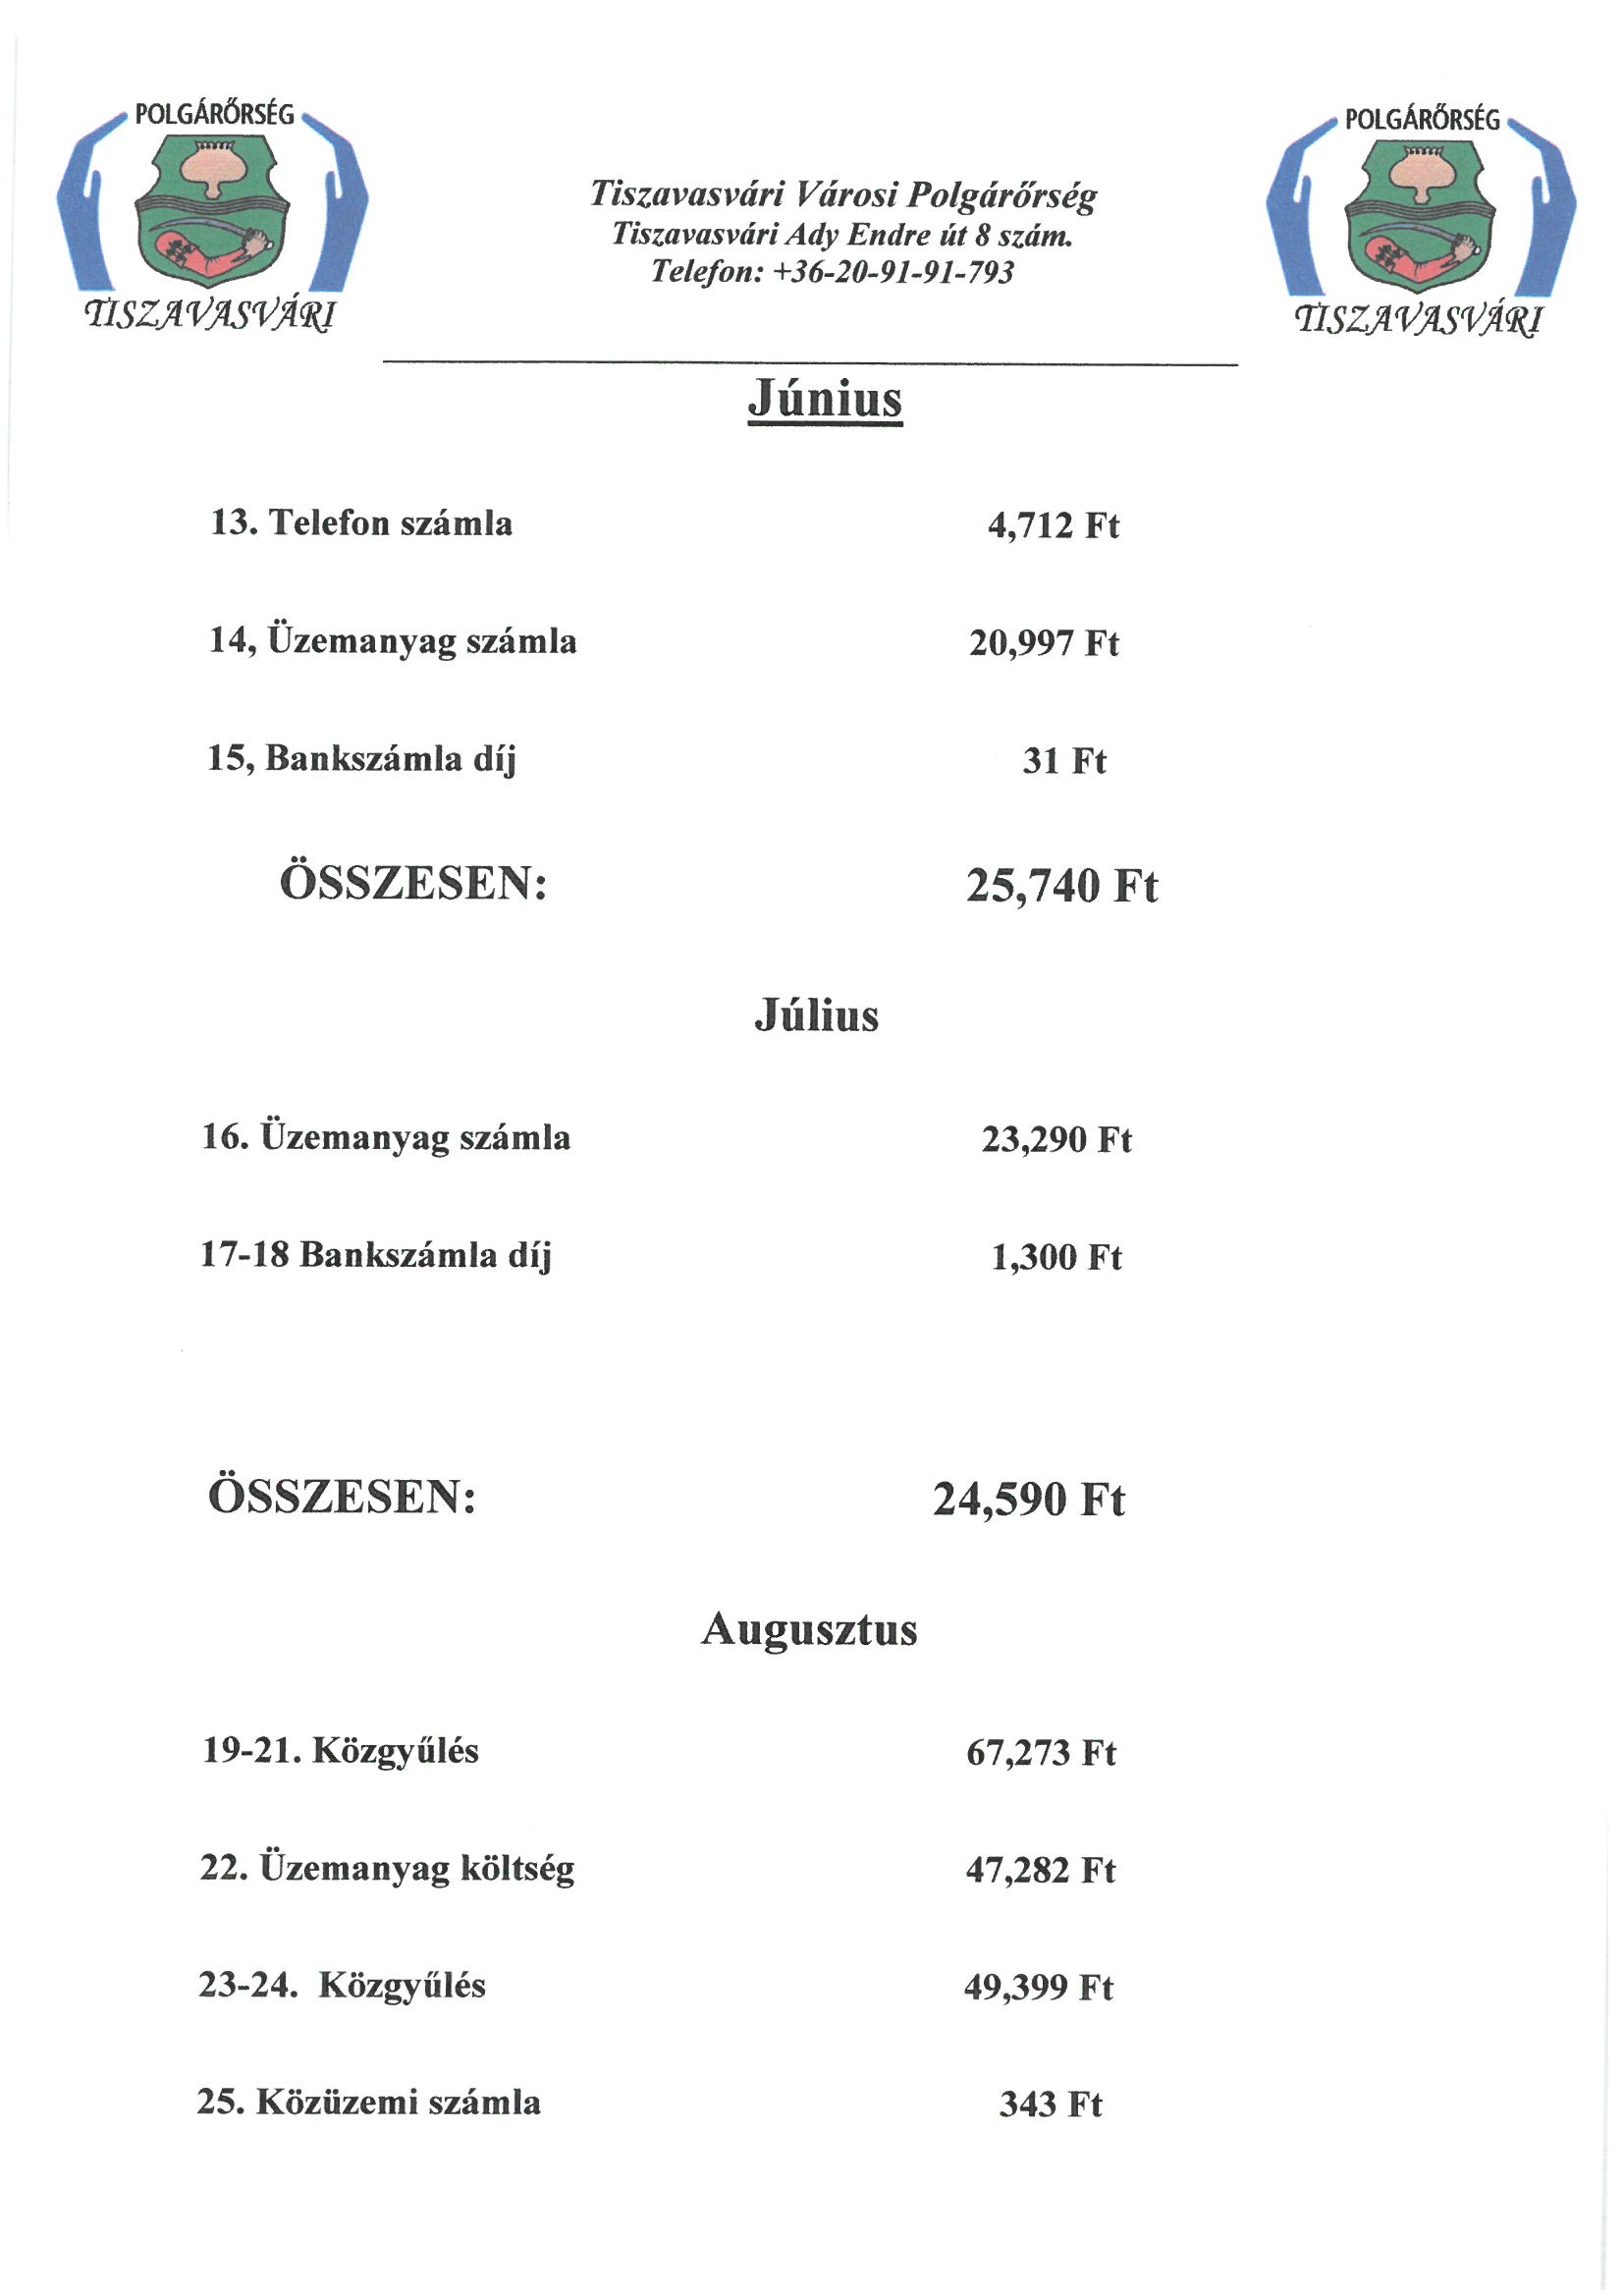 POLGÁRŐRSÉG
TISZAVASVÁRI
POLGÁRŐRSÉG
TISZAVASVÁRI
Tiszavasvári Városi Polgárőrség
Tiszavasvári Ady Endre út 8 szám.
Telefon: +36-20-91-91-793
Június
13. Telefon számla 4,712 Ft
14, Üzemanyag számla 20,997 Ft
15, Bankszámla díj 31 Ft
ÖSSZESEN: 25,740 Ft
Július
16. Üzemanyag számla 23,290 Ft
17-18 Bankszámla díj 1,300 Ft
ÖSSZESEN: 24,590 Ft
Augusztus
19-21. Közgyűlés 67,273 Ft
22. Üzemanyag költség 47,282 Ft
23-24. Közgyűlés 49,399 Ft
25. Közüzemi számla 343 Ft